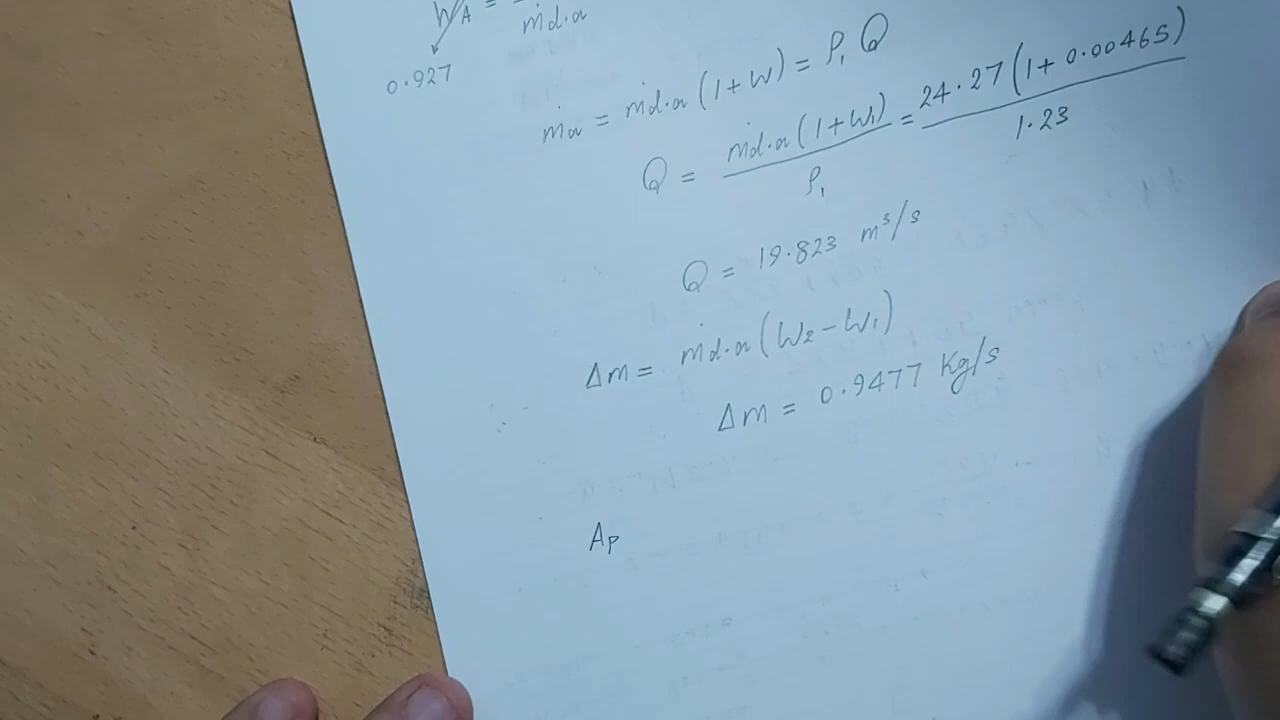 W_A =
ṁd.a
0.927
ṁa = ṁd.a (1+W) = ρ₁ Q
Q = ṁd.a (1+W₁) / ρ₁ = 24.27 (1+0.00465) / 1.23
Q = 19.823 m³/s
Δm = ṁd.a (W₂ - W₁)
Δm = 0.9477 Kg/s
Ap